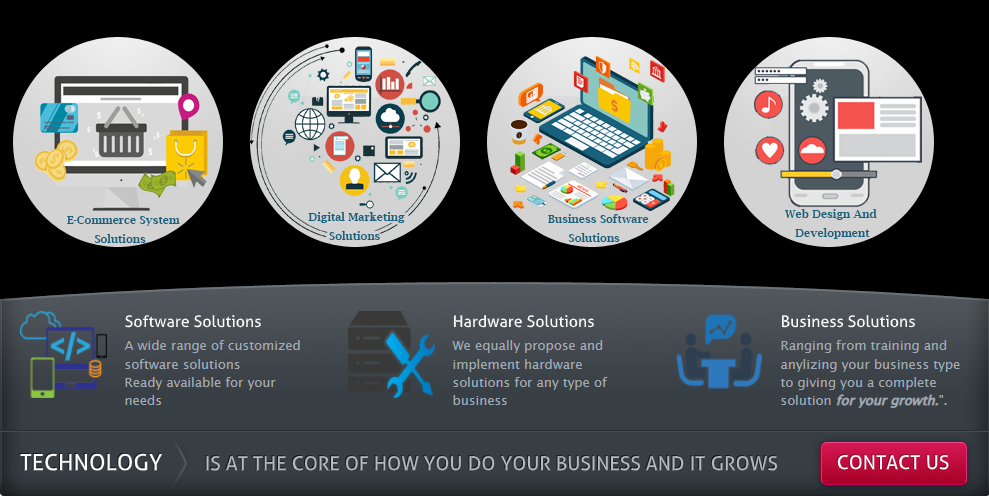 E-Commerce System
Solutions
Digital Marketing
Solutions
Business Software
Solutions
Web Design And
Development
Software Solutions
A wide range of customized
software solutions
Ready available for your
needs
Hardware Solutions
We equally propose and
implement hardware
solutions for any type of
business
Business Solutions
Ranging from training and
anylizing your business type
to giving you a complete
solution for your growth.".
TECHNOLOGY
IS AT THE CORE OF HOW YOU DO YOUR BUSINESS AND IT GROWS
CONTACT US